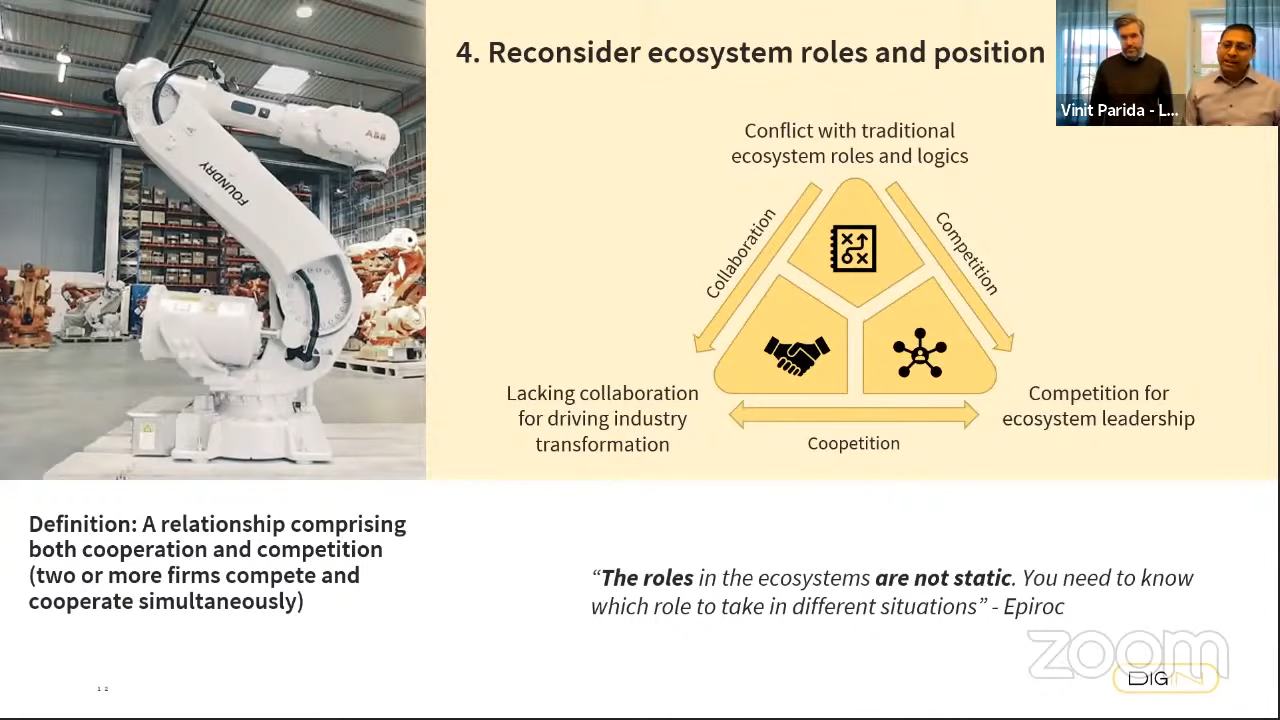 4. Reconsider ecosystem roles and position
Vinit Parida - L...
Conflict with traditional
ecosystem roles and logics
Collaboration
Competition
Lacking collaboration
for driving industry
transformation
Competition for
ecosystem leadership
Coopetition
ABB
FOUNDRY
Definition: A relationship comprising
both cooperation and competition
(two or more firms compete and
cooperate simultaneously)
“The roles in the ecosystems are not static. You need to know
which role to take in different situations” - Epiroc
zoom
DIGIN
12